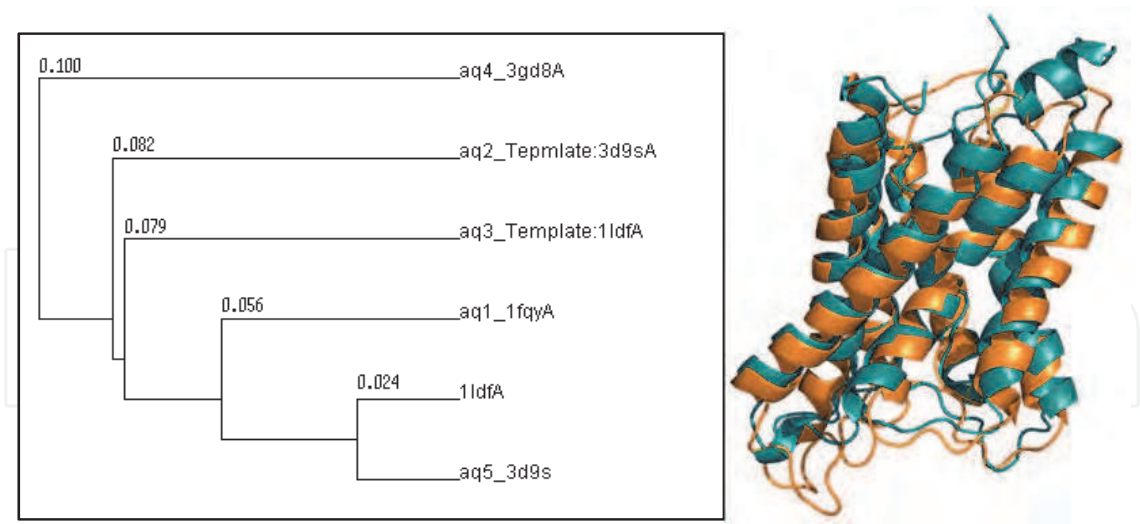 0.100
aq4_3gd8A
0.082
aq2_Tepmlate:3d9sA
0.079
aq3_Template:1ldfA
0.056
aq1_1fqyA
0.024
1ldfA
aq5_3d9s